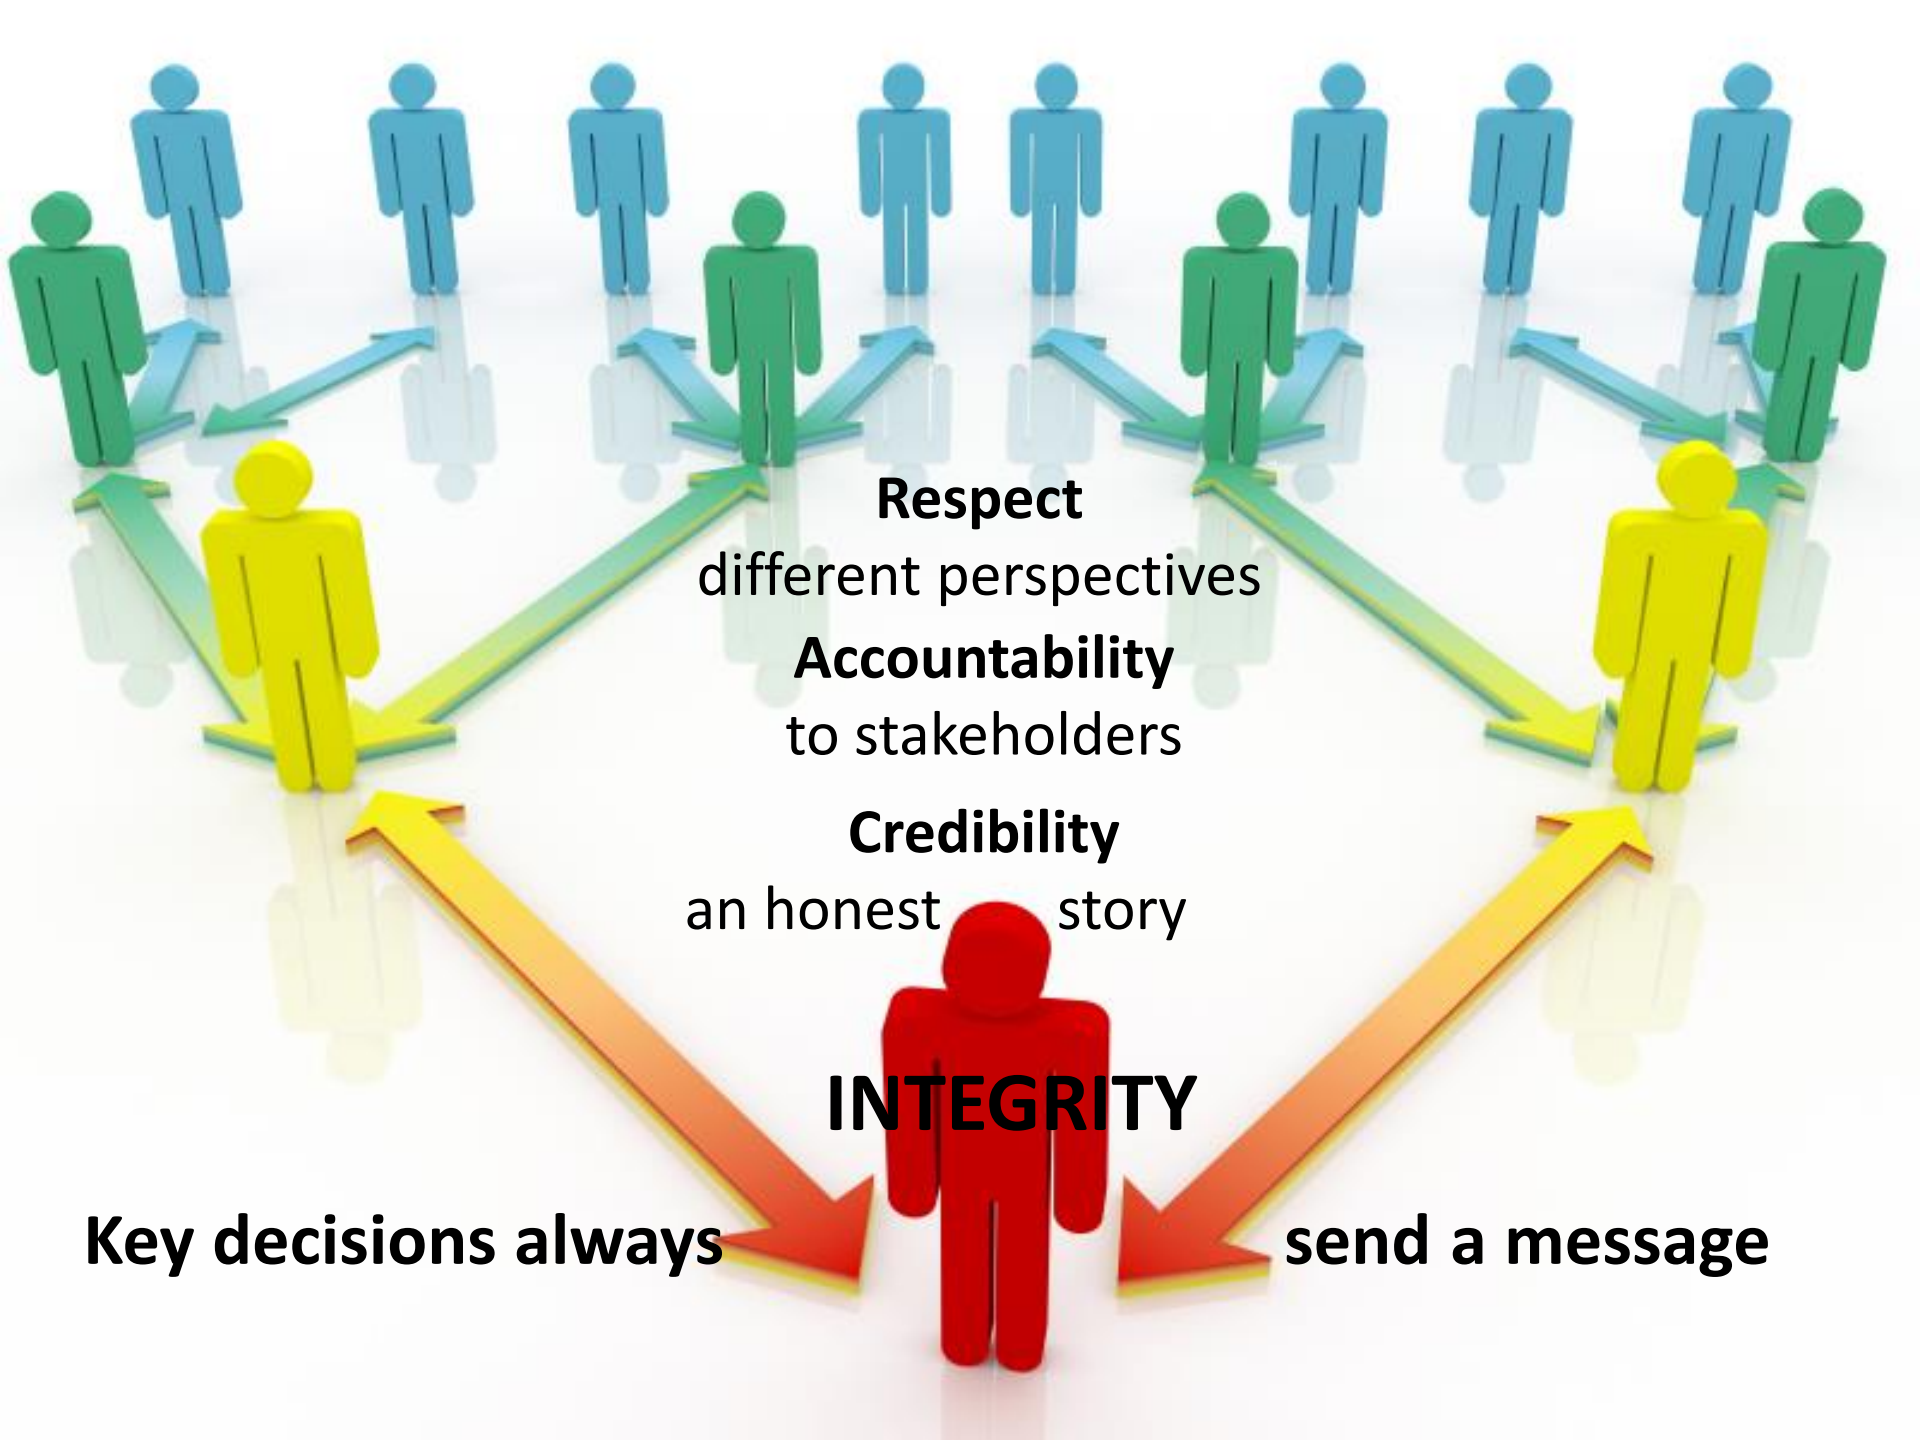 Respect
different perspectives
Accountability
to stakeholders
Credibility
an honest story
INTEGRITY
Key decisions always send a message